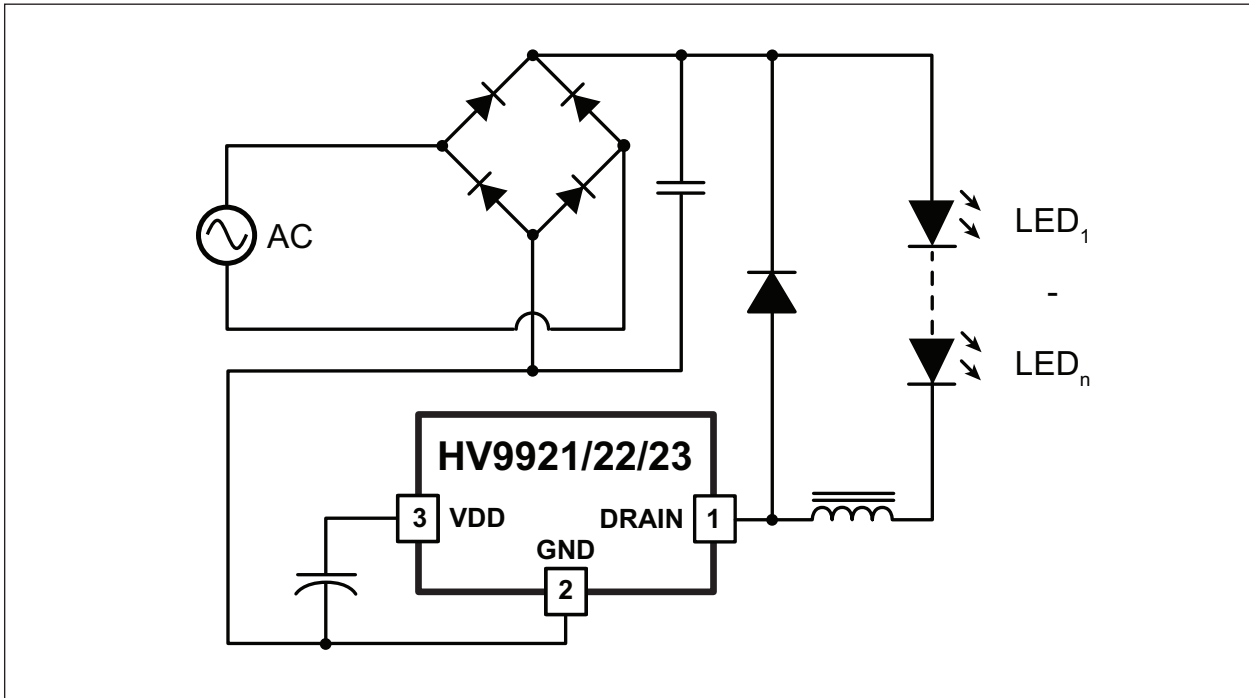 AC
LED1
-
LEDn
HV9921/22/23
3 VDD
DRAIN 1
GND
2